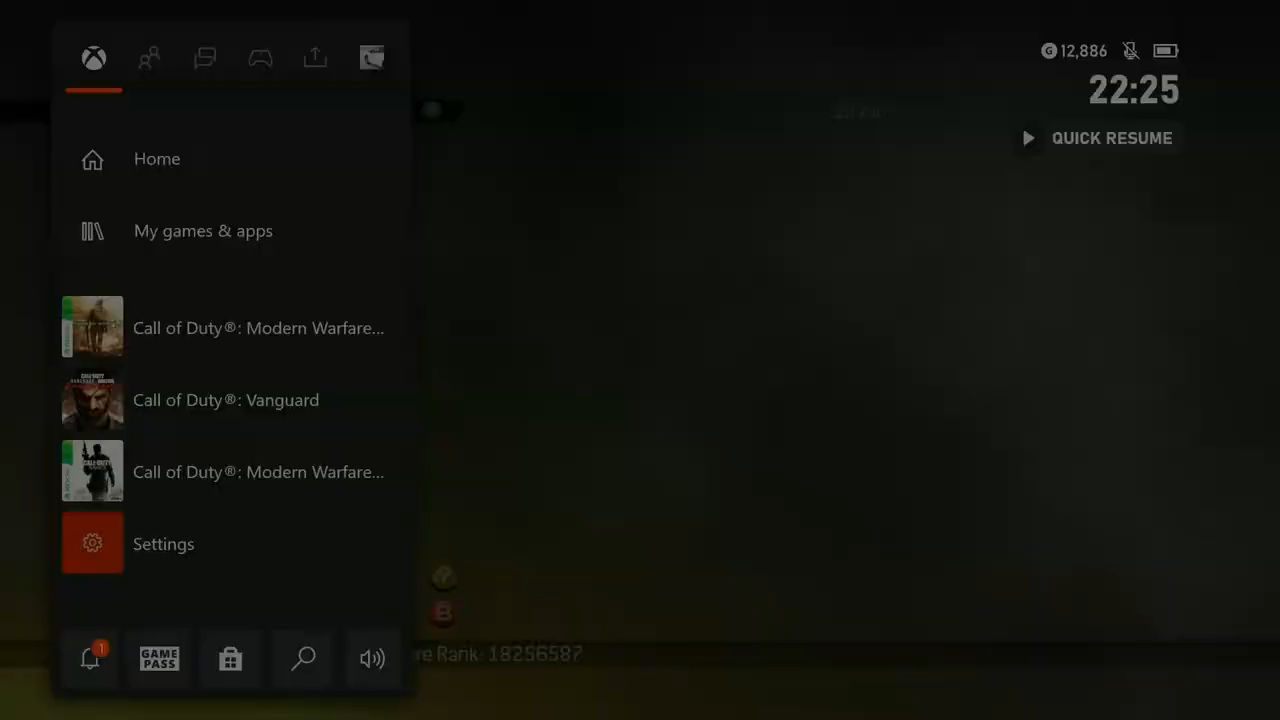 12,886
22:25
QUICK RESUME
Home
My games & apps
Call of Duty®: Modern Warfare...
Call of Duty®: Vanguard
Call of Duty®: Modern Warfare...
Settings
Y
B
1
GAME
PASS
re Rank: 18256587